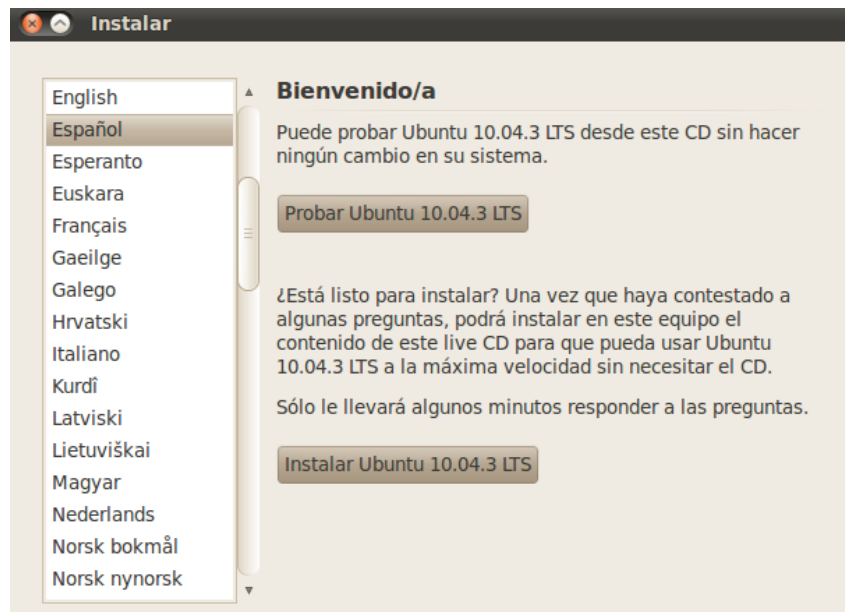 Instalar
English
Español
Esperanto
Euskara
Français
Gaeilge
Galego
Hrvatski
Italiano
Kurdî
Latviski
Lietuviškai
Magyar
Nederlands
Norsk bokmål
Norsk nynorsk
Bienvenido/a
Puede probar Ubuntu 10.04.3 LTS desde este CD sin hacer
ningún cambio en su sistema.
Probar Ubuntu 10.04.3 LTS
¿Está listo para instalar? Una vez que haya contestado a
algunas preguntas, podrá instalar en este equipo el
contenido de este live CD para que pueda usar Ubuntu
10.04.3 LTS a la máxima velocidad sin necesitar el CD.
Sólo le llevará algunos minutos responder a las preguntas.
Instalar Ubuntu 10.04.3 LTS